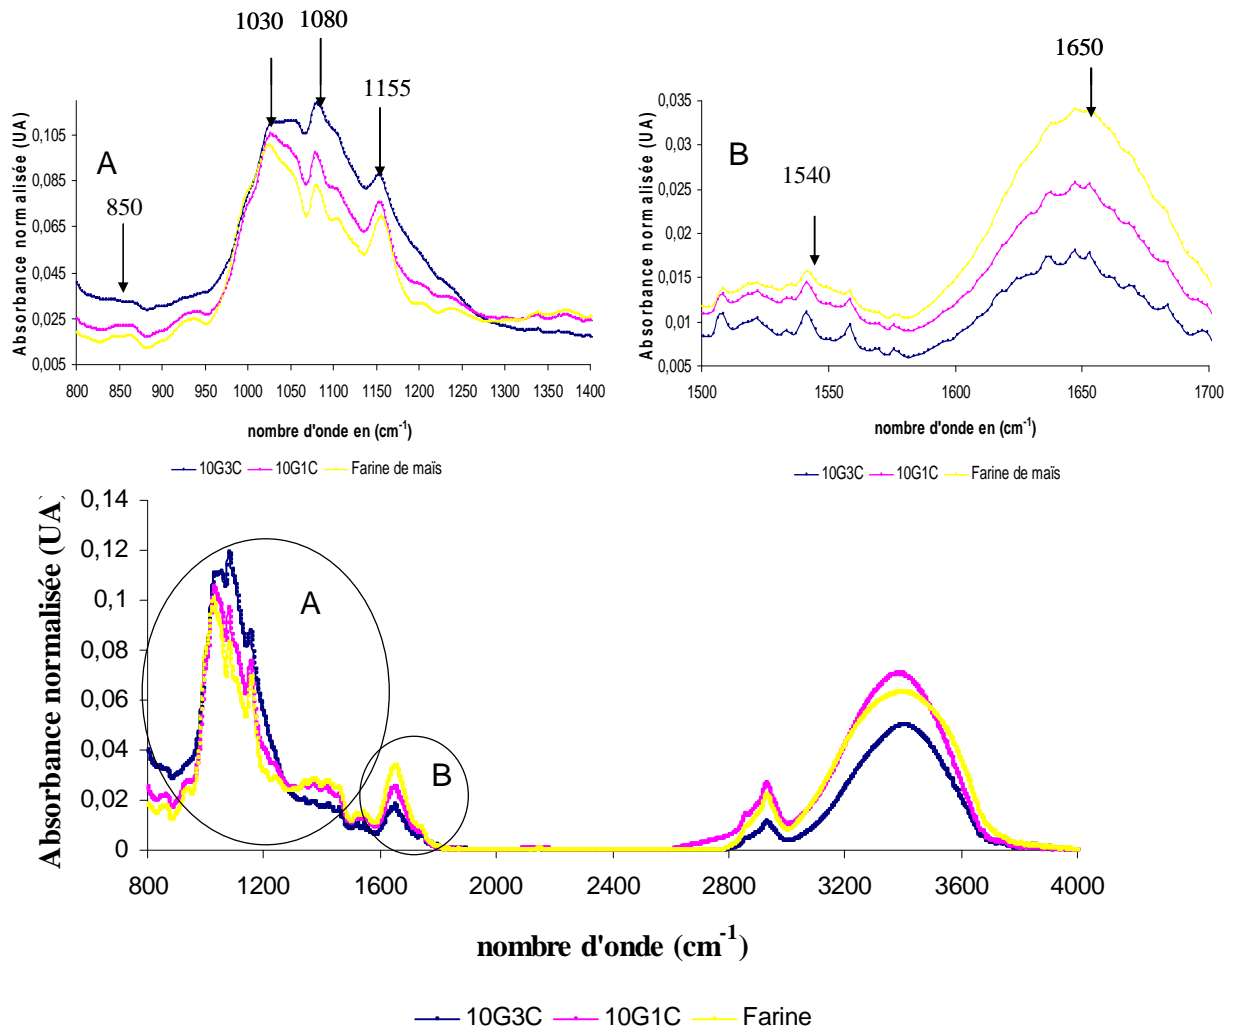 1030
1080
1155
A
850
Absorbance normalisée (UA)
0,105
0,085
0,065
0,045
0,025
0,005
800 850 900 950 1000 1050 1100 1150 1200 1250 1300 1350 1400
nombre d'onde en (cm-1)
10G3C 10G1C Farine de maïs
1650
B
1540
Absorbance normalisée (UA)
0,035
0,03
0,025
0,02
0,015
0,01
0,005
1500 1550 1600 1650 1700
nombre d'onde en (cm-1)
10G3C 10G1C Farine de maïs
Absorbance normalisée (UA)
0,14
0,12
0,1
0,08
0,06
0,04
0,02
0
A
B
800 1200 1600 2000 2400 2800 3200 3600 4000
nombre d'onde (cm-1)
10G3C 10G1C Farine